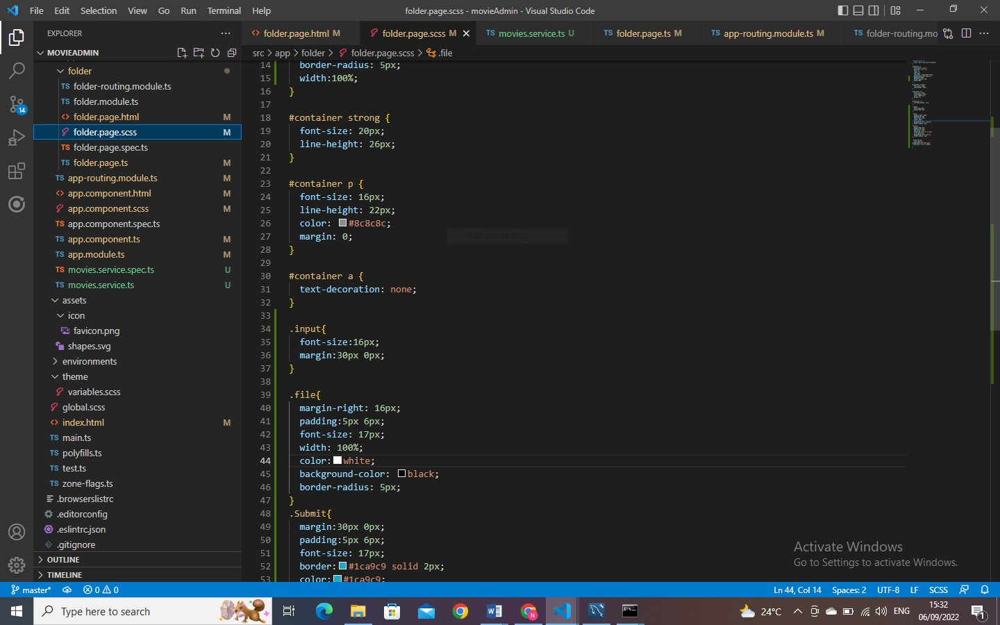 File Edit Selection View Go Run Terminal Help
folder.page.scss - movieAdmin - Visual Studio Code
EXPLORER
folder.page.html M
folder.page.scss M
movies.service.ts U
folder.page.ts M
app-routing.module.ts M
folder-routing.mo
MOVIEADMIN
src > app > folder > folder.page.scss > .file
folder
folder-routing.module.ts
folder.module.ts
folder.page.html M
folder.page.scss M
folder.page.spec.ts
folder.page.ts M
app-routing.module.ts M
app.component.html M
app.component.scss M
app.component.spec.ts
app.component.ts M
app.module.ts M
movies.service.spec.ts U
movies.service.ts U
assets
icon
favicon.png
shapes.svg
environments
theme
variables.scss
global.scss
index.html M
main.ts
polyfills.ts
test.ts
zone-flags.ts
.browserslistrc
.editorconfig
.eslintrc.json
.gitignore
OUTLINE
TIMELINE
14 border-radius: 5px;
15 width:100%;
16 }
17
18 #container strong {
19 font-size: 20px;
20 line-height: 26px;
21 }
22
23 #container p {
24 font-size: 16px;
25 line-height: 22px;
26 color: #8c8c8c;
27 margin: 0;
28 }
29
30 #container a {
31 text-decoration: none;
32 }
33
34 .input{
35 font-size:16px;
36 margin:30px 0px;
37 }
38
39 .file{
40 margin-right: 16px;
41 padding:5px 6px;
42 font-size: 17px;
43 width: 100%;
44 color:white;
45 background-color: black;
46 border-radius: 5px;
47 }
48 .Submit{
49 margin:30px 0px;
50 padding:5px 6px;
51 font-size: 17px;
52 border:#1ca9c9 solid 2px;
53 color:#1ca9c9;
Activate Windows
Go to Settings to activate Windows.
14
master* 0 0
Ln 44, Col 14 Spaces: 2 UTF-8 LF SCSS
Type here to search
24°C
ENG
15:32
06/09/2022
1